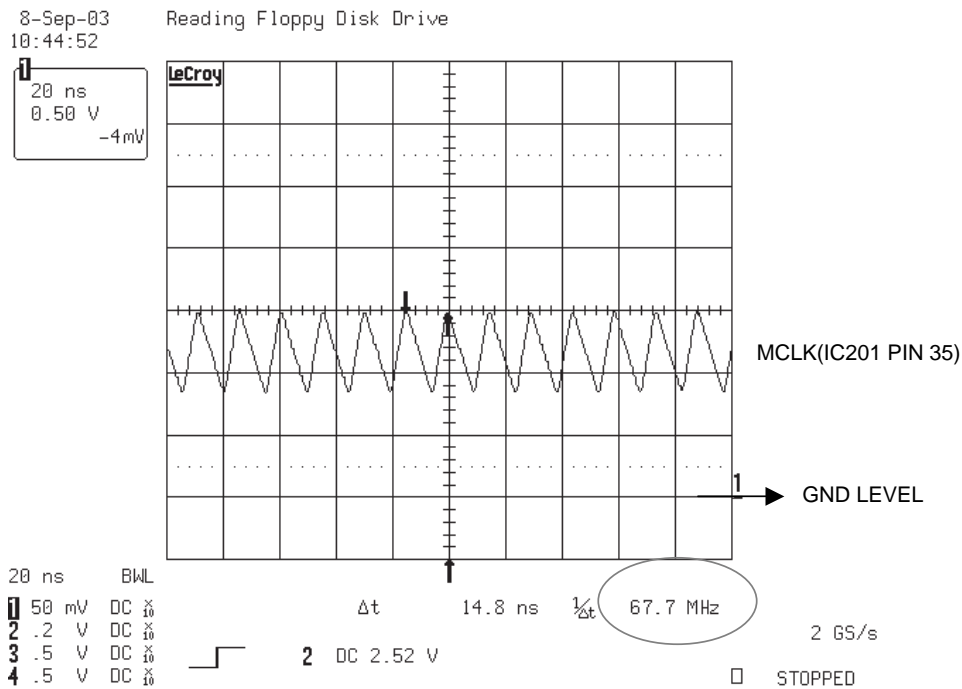 8-Sep-03
10:44:52
Reading Floppy Disk Drive
1
20 ns
0.50 V
-4mV
LeCroy
MCLK(IC201 PIN 35)
1
GND LEVEL
20 ns BWL
1 50 mV DC X10
2 .2 V DC X10
3 .5 V DC X10
4 .5 V DC X10
Δt 14.8 ns 1/Δt 67.7 MHz
2 DC 2.52 V
2 GS/s
□ STOPPED